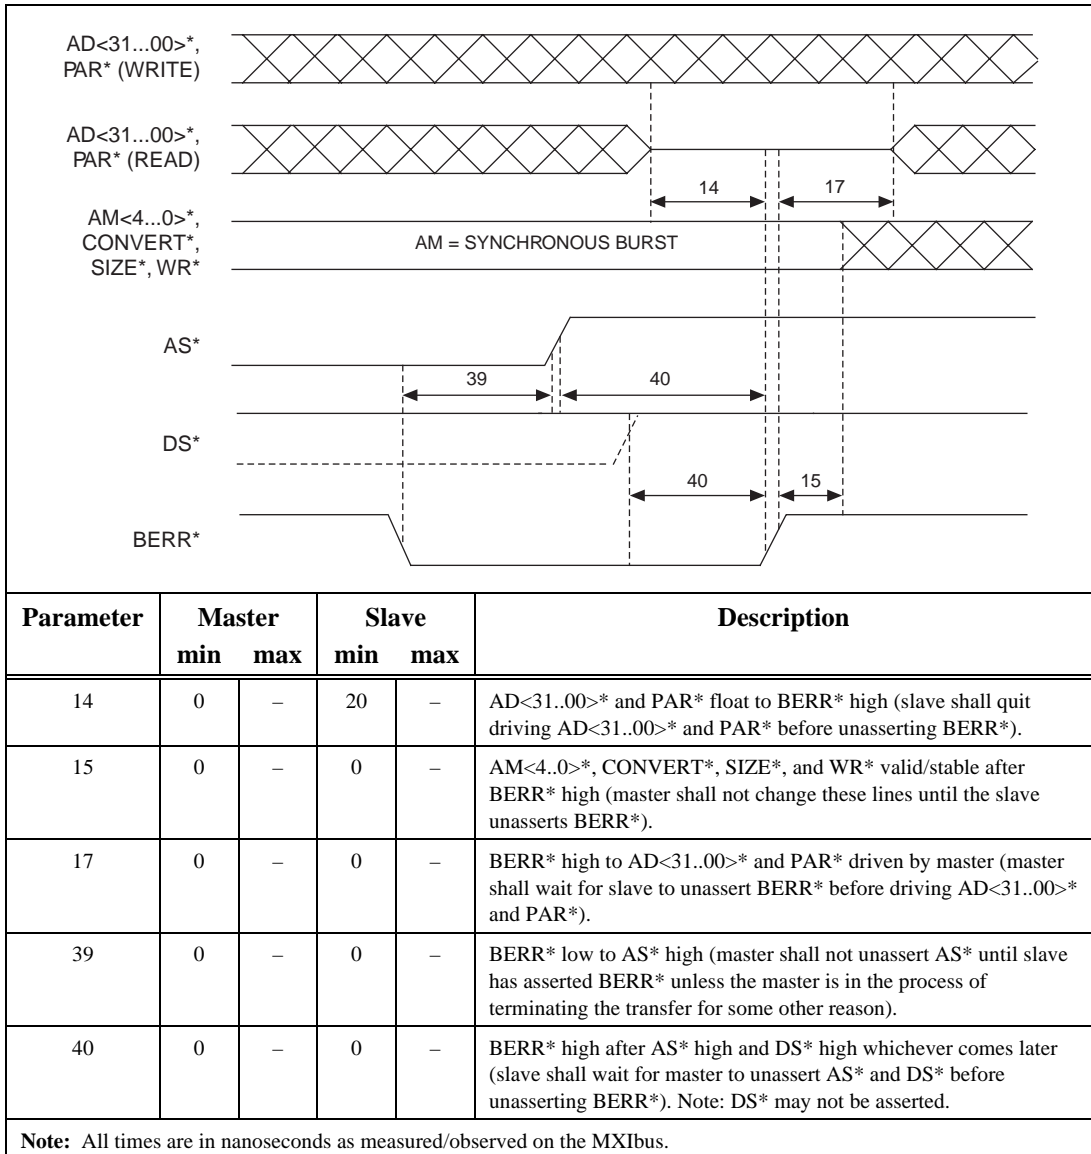 AD<31...00>*,
PAR* (WRITE)
AD<31...00>*,
PAR* (READ)
14 17
AM<4...0>*,
CONVERT*,
SIZE*, WR*
AM = SYNCHRONOUS BURST
AS*
39 40
DS*
40 15
BERR*
Parameter Master Slave Description
min max min max
14 0 – 20 – AD<31..00>* and PAR* float to BERR* high (slave shall quit
driving AD<31..00>* and PAR* before unasserting BERR*).
15 0 – 0 – AM<4..0>*, CONVERT*, SIZE*, and WR* valid/stable after
BERR* high (master shall not change these lines until the slave
unasserts BERR*).
17 0 – 0 – BERR* high to AD<31..00>* and PAR* driven by master (master
shall wait for slave to unassert BERR* before driving AD<31..00>*
and PAR*).
39 0 – 0 – BERR* low to AS* high (master shall not unassert AS* until slave
has asserted BERR* unless the master is in the process of
terminating the transfer for some other reason).
40 0 – 0 – BERR* high after AS* high and DS* high whichever comes later
(slave shall wait for master to unassert AS* and DS* before
unasserting BERR*). Note: DS* may not be asserted.
Note: All times are in nanoseconds as measured/observed on the MXIbus.